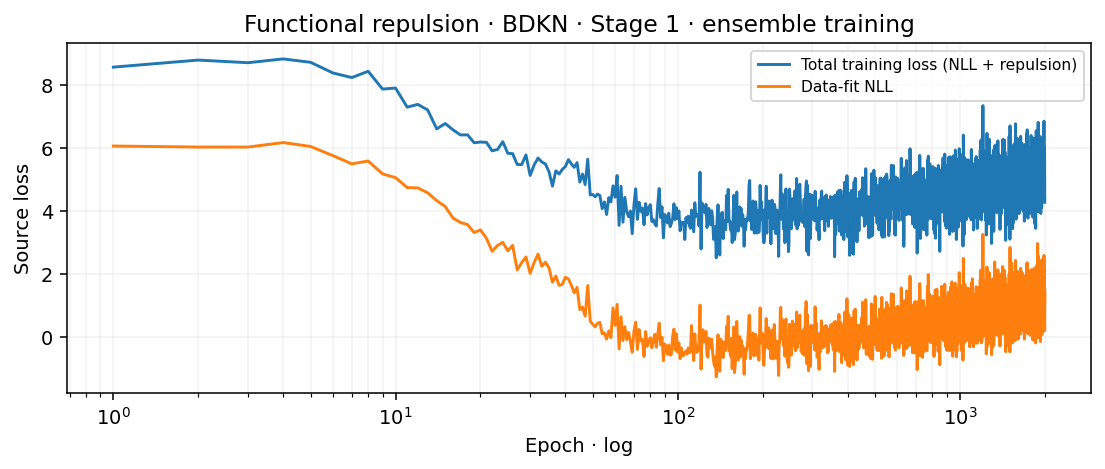 Functional repulsion · BDKN · Stage 1 · ensemble training
Source loss
8
6
4
2
0
Total training loss (NLL + repulsion)
Data-fit NLL
10⁰
10¹
10²
10³
Epoch · log